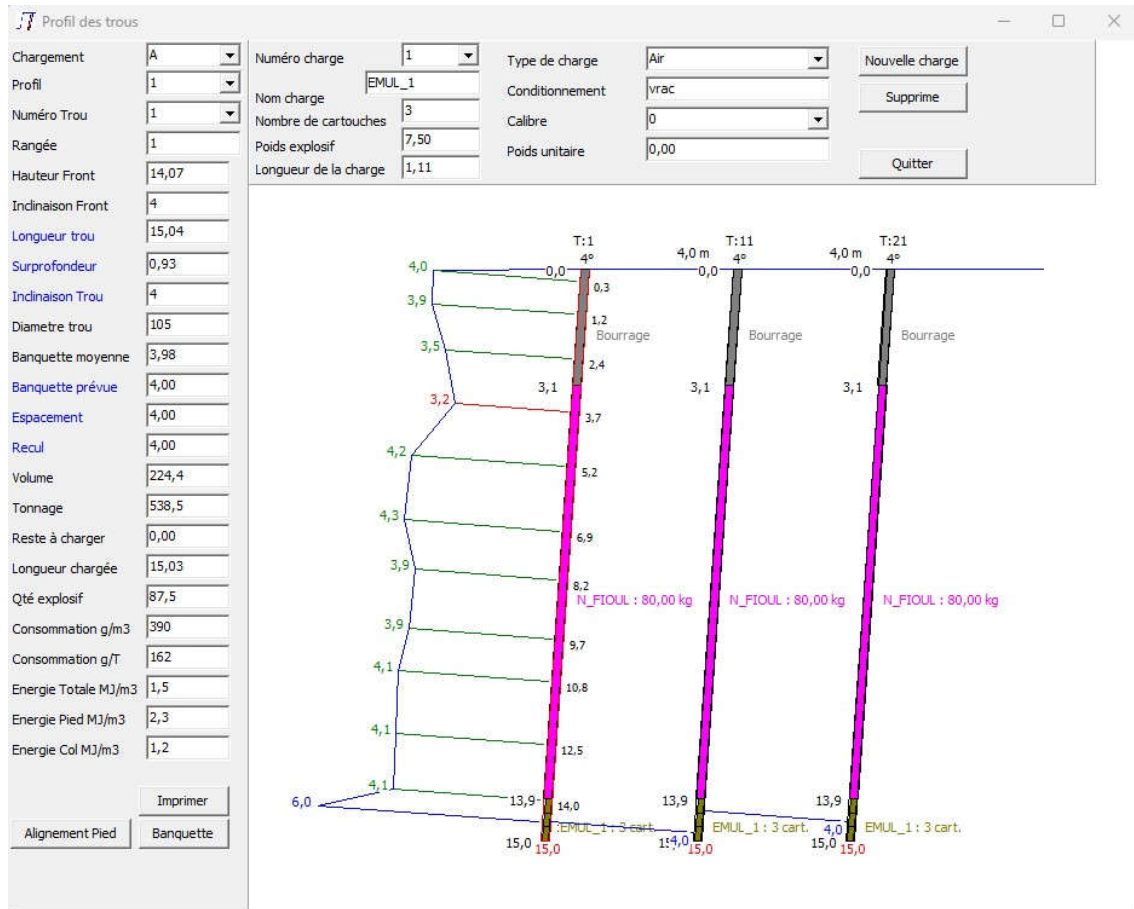 Profil des trous
Chargement A
Profil 1
Numéro Trou 1
Rangée 1
Hauteur Front 14,07
Inclinaison Front 4
Longueur trou 15,04
Surprofondeur 0,93
Inclinaison Trou 4
Diametre trou 105
Banquette moyenne 3,98
Banquette prévue 4,00
Espacement 4,00
Recul 4,00
Volume 224,4
Tonnage 538,5
Reste à charger 0,00
Longueur chargée 15,03
Qté explosif 87,5
Consommation g/m3 390
Consommation g/T 162
Energie Totale MJ/m3 1,5
Energie Pied MJ/m3 2,3
Energie Col MJ/m3 1,2
Imprimer
Alignement Pied Banquette
Numéro charge 1
Nom charge EMUL_1
Nombre de cartouches 3
Poids explosif 7,50
Longueur de la charge 1,11
Type de charge Air
Conditionnement vrac
Calibre 0
Poids unitaire 0,00
Nouvelle charge
Supprime
Quitter
T:1 4,0 m T:11 4,0 m T:21
4° 4° 4°
4,0 0,0 0,0 0,0
0,3
3,9 1,2
Bourrage Bourrage Bourrage
3,5 2,4
3,1 3,1 3,1
3,2 3,7
4,2 5,2
4,3 6,9
3,9 8,2
N_FIOUL : 80,00 kg N_FIOUL : 80,00 kg N_FIOUL : 80,00 kg
3,9 9,7
4,1 10,8
4,1 12,5
4,1 13,9 14,0 13,9 13,9
6,0
EMUL_1 : 3 cart. EMUL_1 : 3 cart. 4,0 EMUL_1 : 3 cart.
15,0 15,0 4,0 15,0 15,0 15,0